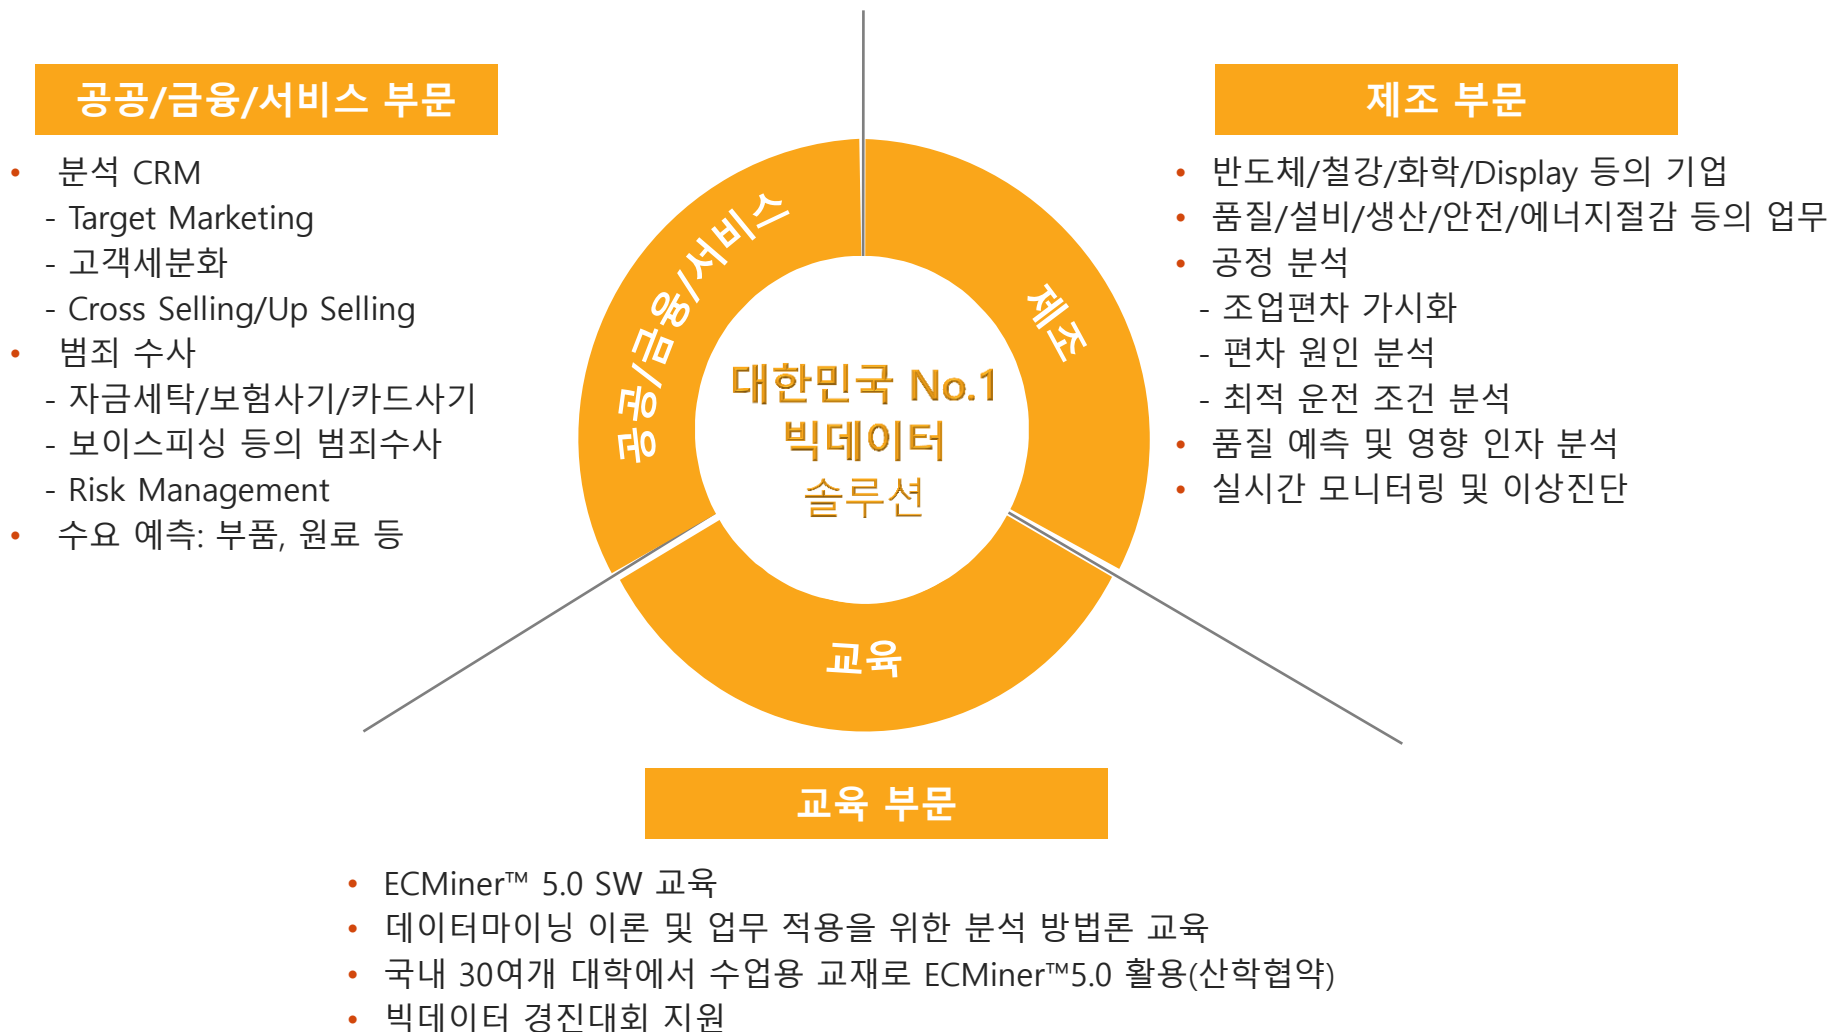 공공/금융/서비스 부문
• 분석 CRM
- Target Marketing
- 고객세분화
- Cross Selling/Up Selling
• 범죄 수사
- 자금세탁/보험사기/카드사기
- 보이스피싱 등의 범죄수사
- Risk Management
• 수요 예측: 부품, 원료 등
제조 부문
• 반도체/철강/화학/Display 등의 기업
• 품질/설비/생산/안전/에너지절감 등의 업무
• 공정 분석
- 조업편차 가시화
- 편차 원인 분석
- 최적 운전 조건 분석
• 품질 예측 및 영향 인자 분석
• 실시간 모니터링 및 이상진단
공공/금융/서비스
제조
대한민국 No.1
빅데이터
솔루션
교육
교육 부문
• ECMiner™ 5.0 SW 교육
• 데이터마이닝 이론 및 업무 적용을 위한 분석 방법론 교육
• 국내 30여개 대학에서 수업용 교재로 ECMiner™5.0 활용(산학협약)
• 빅데이터 경진대회 지원